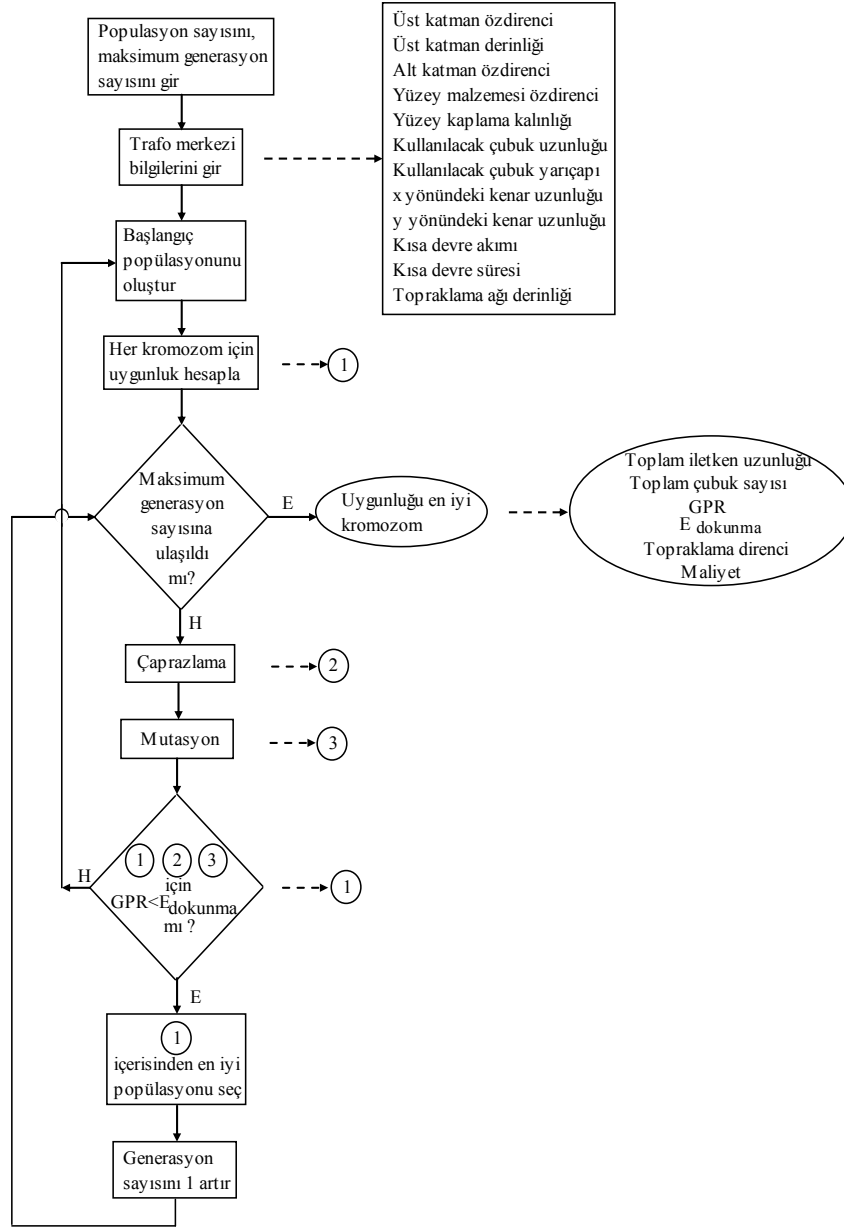 Populasyon sayısını,
maksimum generasyon
sayısını gir
Trafo merkezi
bilgilerini gir
Üst katman özdirenci
Üst katman derinliği
Alt katman özdirenci
Yüzey malzemesi özdirenci
Yüzey kaplama kalınlığı
Kullanılacak çubuk uzunluğu
Kullanılacak çubuk yarıçapı
x yönündeki kenar uzunluğu
y yönündeki kenar uzunluğu
Kısa devre akımı
Kısa devre süresi
Topraklama ağı derinliği
Başlangıç
popülasyonunu
oluştur
Her kromozom için
uygunluk hesapla
1
Maksimum
generasyon
sayısına
ulaşıldı
mı?
E
Uygunluğu en iyi
kromozom
Toplam iletken uzunluğu
Toplam çubuk sayısı
GPR
E dokunma
Topraklama direnci
Maliyet
H
Çaprazlama
2
Mutasyon
3
1 2 3
için
GPR<E dokunma
mı ?
H
1
E
1
içerisinden en iyi
popülasyonu seç
Generasyon
sayısını 1 artır